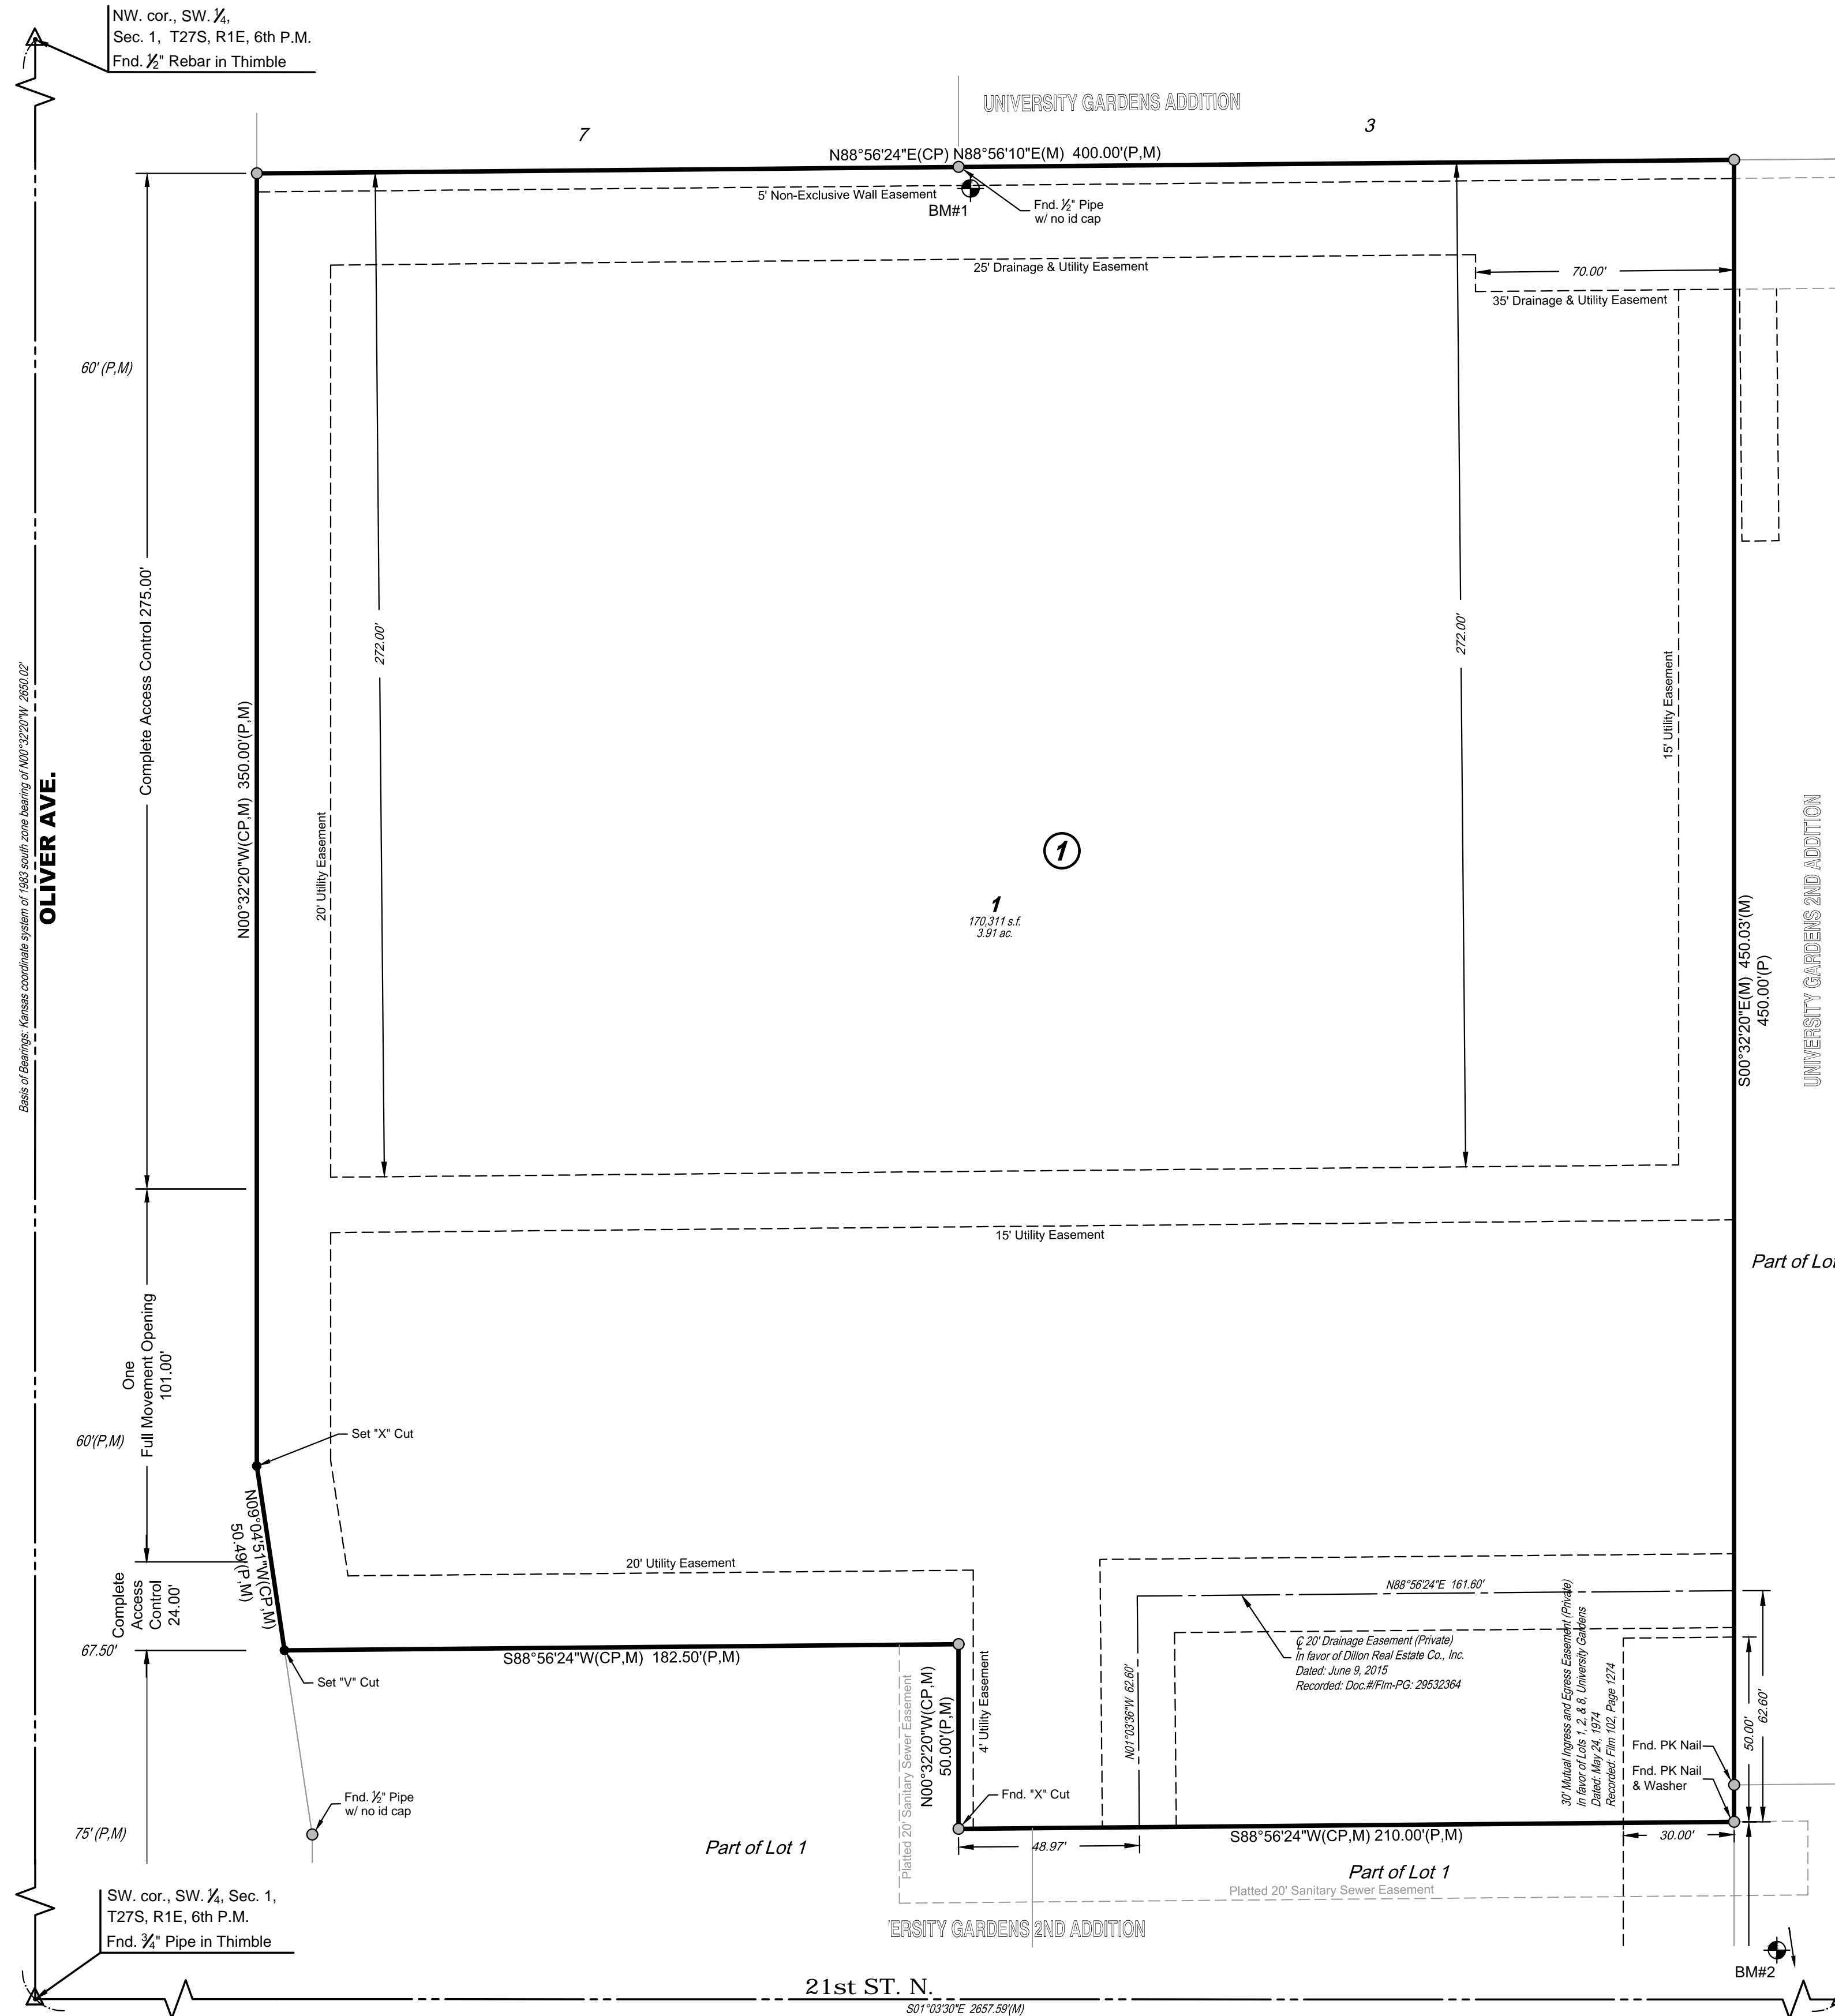 NW. cor., SW. ¼,
Sec. 1, T27S, R1E, 6th P.M.
Fnd. ½" Rebar in Thimble
UNIVERSITY GARDENS ADDITION
7
3
N88°56'24"E(CP) N88°56'10"E(M) 400.00'(P,M)
5' Non-Exclusive Wall Easement
BM#1
Fnd. ½" Pipe
w/ no id cap
25' Drainage & Utility Easement
70.00'
35' Drainage & Utility Easement
60' (P,M)
Complete Access Control 275.00'
272.00'
272.00'
15' Utility Easement
N00°32'20"W(CP,M) 350.00'(P,M)
Basis of Bearings: Kansas coordinate system of 1983 south zone bearing of N00°32'20"W 2650.02'
OLIVER AVE.
20' Utility Easement
1
1
170,311 s.f.
3.91 ac.
S00°32'20"E(M) 450.03'(M)
450.00'(P)
UNIVERSITY GARDENS 2ND ADDITION
15' Utility Easement
Part of Lot
One
Full Movement Opening
101.00'
60'(P,M)
Set "X" Cut
N09°04'51"W(CP,M)
50.49(P,M)
Complete
Access
Control
24.00'
67.50'
20' Utility Easement
S88°56'24"W(CP,M) 182.50'(P,M)
Set "V" Cut
N88°56'24"E 161.60'
℄ 20' Drainage Easement (Private)
In favor of Dillon Real Estate Co., Inc.
Dated: June 9, 2015
Recorded: Doc.#/Flm-PG: 29532364
30' Mutual Ingress and Egress Easement (Private)
In favor of Lots 1, 2, & 8, University Gardens
Dated: May 24, 1974
Recorded: Film 102, Page 1274
Platted 20' Sanitary Sewer Easement
N00°32'20"W(CP,M)
50.00'(P,M)
4' Utility Easement
N01°03'36"W 62.60'
50.00'
62.60'
Fnd. PK Nail
Fnd. PK Nail
& Washer
Fnd. "X" Cut
Fnd. ½" Pipe
w/ no id cap
75' (P,M)
Part of Lot 1
48.97'
S88°56'24"W(CP,M) 210.00'(P,M)
30.00'
Part of Lot 1
Platted 20' Sanitary Sewer Easement
SW. cor., SW. ¼, Sec. 1,
T27S, R1E, 6th P.M.
Fnd. ¾" Pipe in Thimble
ERSITY GARDENS 2ND ADDITION
BM#2
21st ST. N.
S01°03'30"E 2657.59'(M)